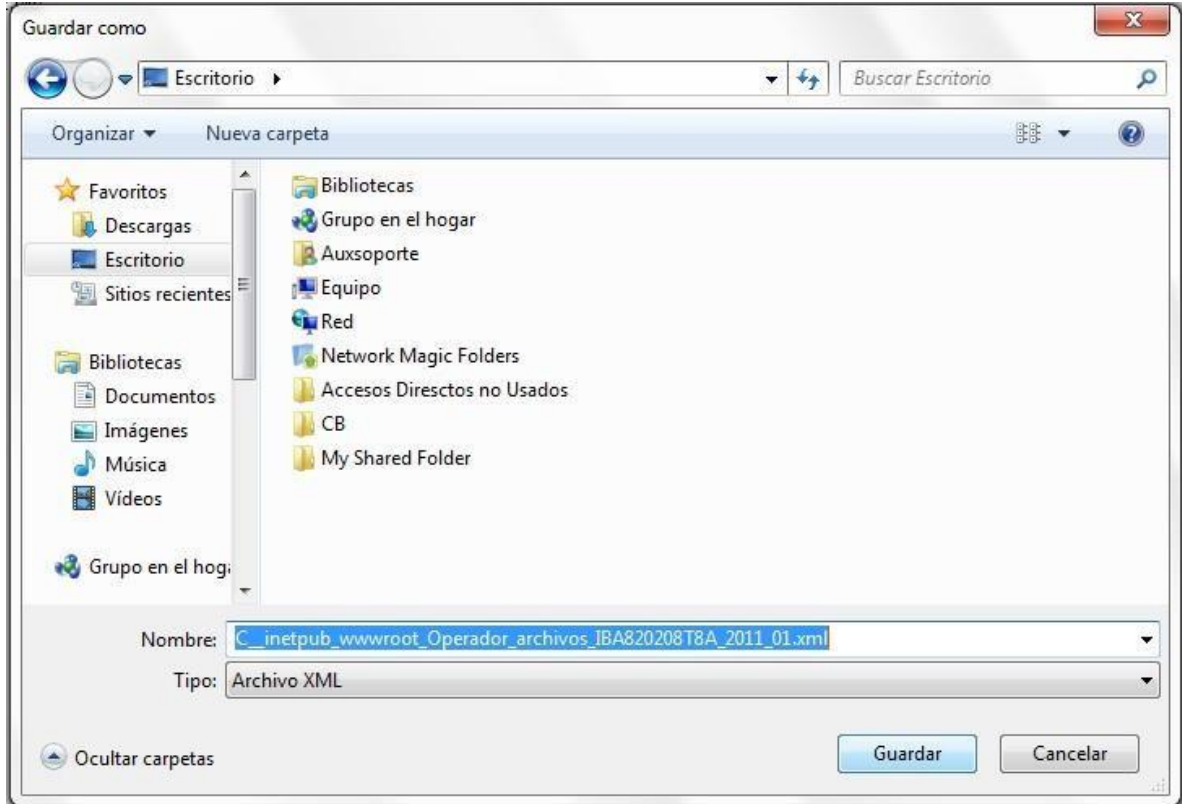 Guardar como
Escritorio
Buscar Escritorio
Organizar
Nueva carpeta
Favoritos
Descargas
Escritorio
Sitios recientes
Bibliotecas
Documentos
Imágenes
Música
Vídeos
Grupo en el hoga
Bibliotecas
Grupo en el hogar
Auxsoporte
Equipo
Red
Network Magic Folders
Accesos Diresctos no Usados
CB
My Shared Folder
Nombre: C__inetpub_wwwroot_Operador_archivos_IBA820208T8A_2011_01.xml
Tipo: Archivo XML
Ocultar carpetas
Guardar
Cancelar